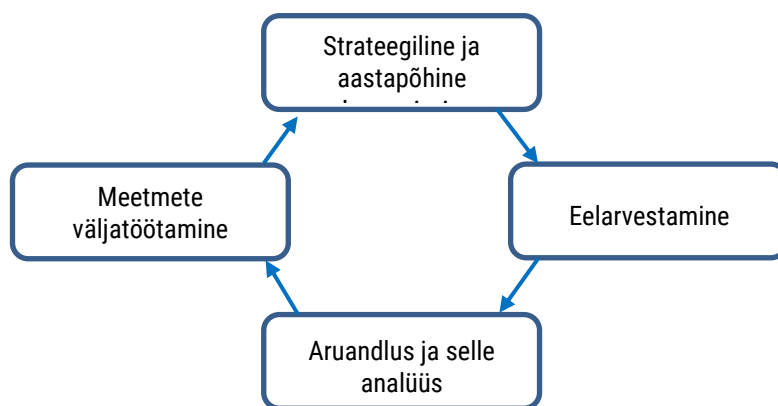 Strateegiline ja
aastapõhine
Eelarvestamine
Aruandlus ja selle
analüüs
Meetmete
väljatöötamine